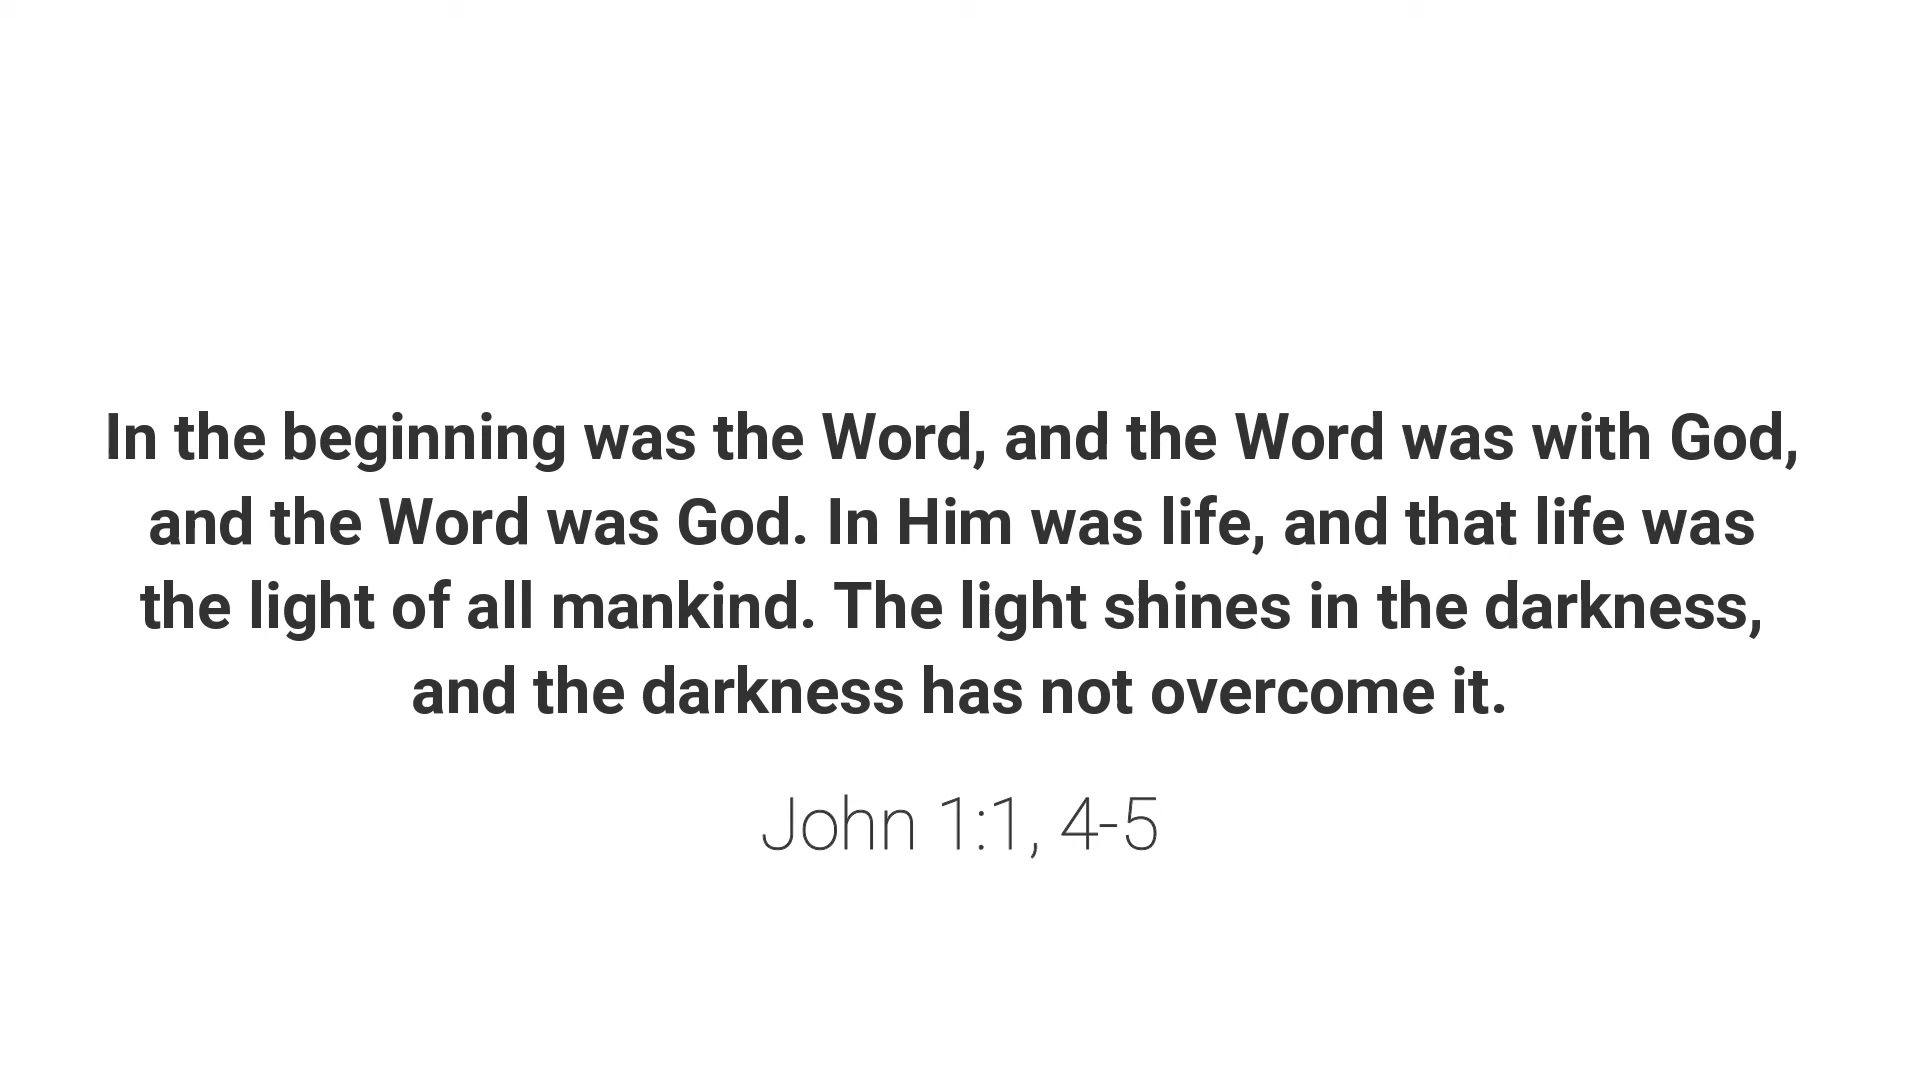 In the beginning was the Word, and the Word was with God,
and the Word was God. In Him was life, and that life was
the light of all mankind. The light shines in the darkness,
and the darkness has not overcome it.
John 1:1, 4-5